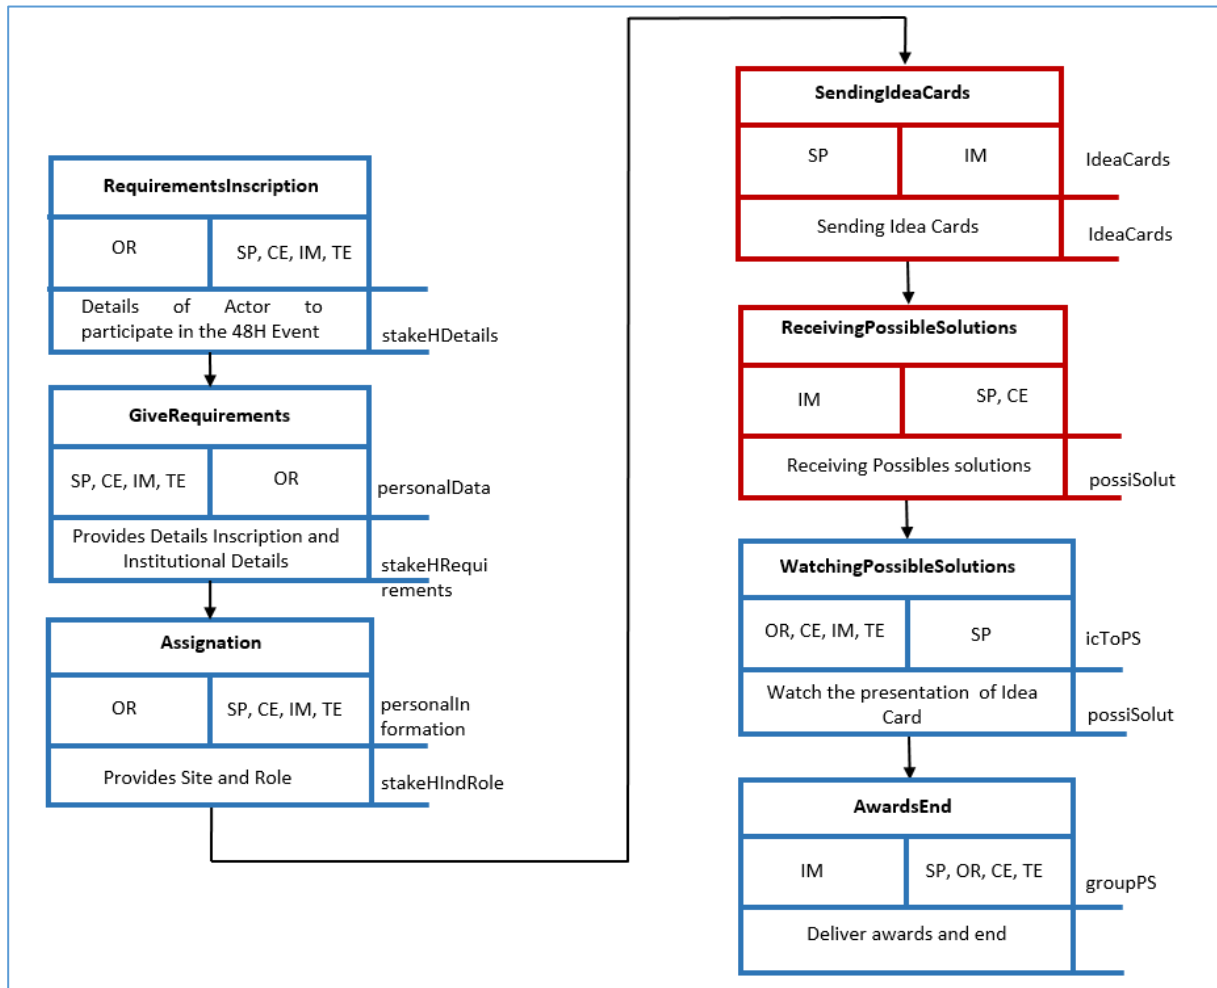 RequirementsInscription
OR
SP, CE, IM, TE
Details of Actor to
participate in the 48H Event
stakeHDetails
GiveRequirements
SP, CE, IM, TE
OR
personalData
Provides Details Inscription and
Institutional Details
stakeHRequi
rements
Assignation
OR
SP, CE, IM, TE
personalIn
formation
Provides Site and Role
stakeHIndRole
SendingIdeaCards
SP
IM
IdeaCards
Sending Idea Cards
IdeaCards
ReceivingPossibleSolutions
IM
SP, CE
Receiving Possibles solutions
possiSolut
WatchingPossibleSolutions
OR, CE, IM, TE
SP
icToPS
Watch the presentation of Idea
Card
possiSolut
AwardsEnd
IM
SP, OR, CE, TE
groupPS
Deliver awards and end